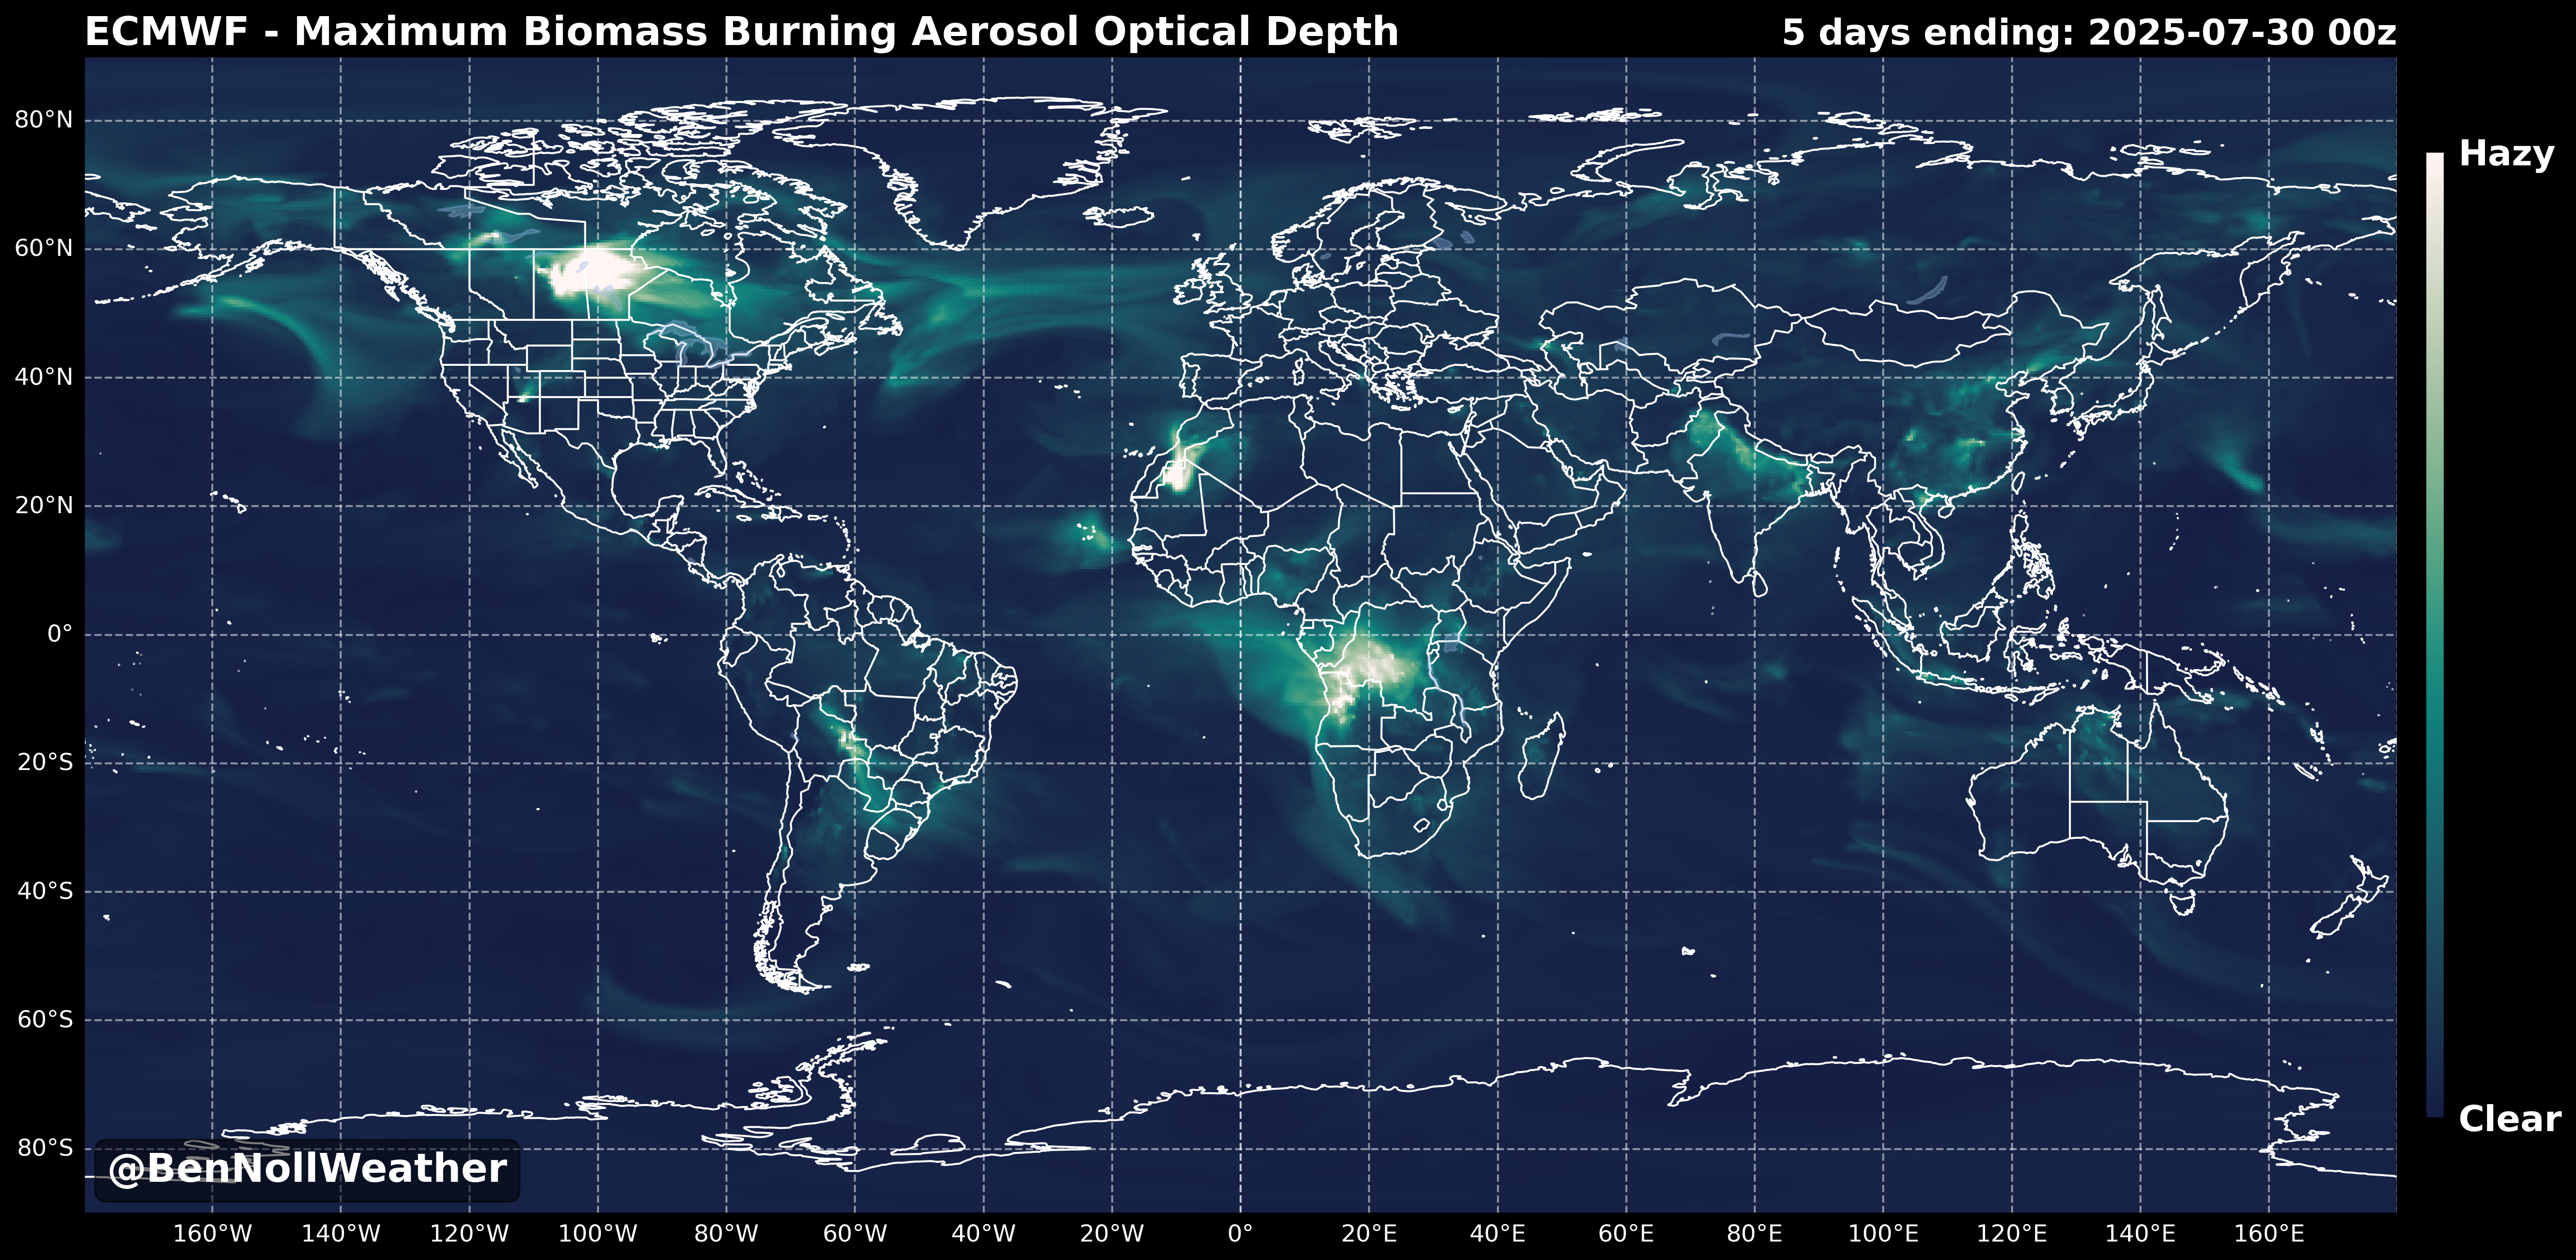 ECMWF - Maximum Biomass Burning Aerosol Optical Depth
5 days ending: 2025-07-30 00z
80°N
60°N
40°N
20°N
0°
20°S
40°S
60°S
80°S
Hazy
Clear
@BenNollWeather
160°W 140°W 120°W 100°W 80°W 60°W 40°W 20°W 0° 20°E 40°E 60°E 80°E 100°E 120°E 140°E 160°E